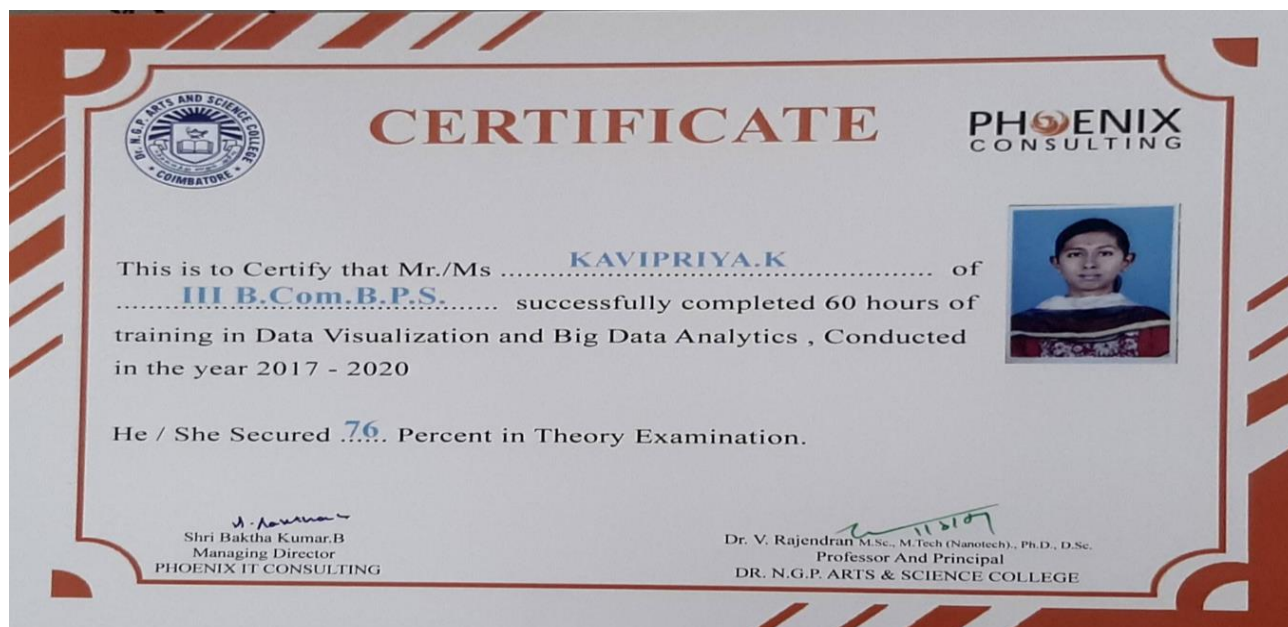 Dr. N.G.P. ARTS AND SCIENCE COLLEGE
* COIMBATORE *
CERTIFICATE
PHOENIX
CONSULTING
This is to Certify that Mr./Ms ..........KAVIPRIYA.K.......... of
..........III B.Com.B.P.S........... successfully completed 60 hours of
training in Data Visualization and Big Data Analytics , Conducted
in the year 2017 - 2020
He / She Secured ..76.. Percent in Theory Examination.
Shri Baktha Kumar.B
Managing Director
PHOENIX IT CONSULTING
Dr. V. Rajendran M.Sc., M.Tech (Nanotech)., Ph.D., D.Sc.
Professor And Principal
DR. N.G.P. ARTS & SCIENCE COLLEGE